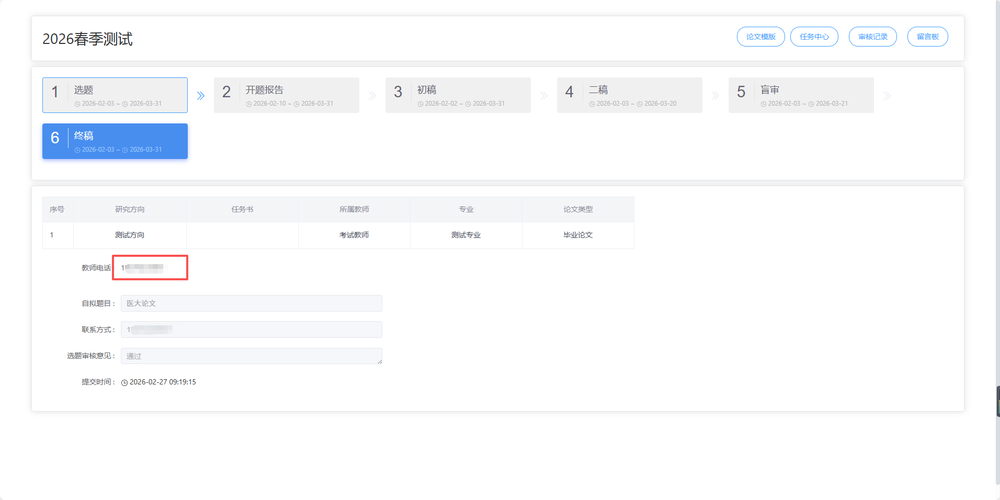 2026春季测试
论文模版 任务中心 审核记录 留言板
1 选题 2026-02-03 ~ 2026-03-31
2 开题报告 2026-02-10 ~ 2026-03-31
3 初稿 2026-02-02 ~ 2026-03-31
4 二稿 2026-02-03 ~ 2026-03-20
5 盲审 2026-02-03 ~ 2026-03-21
6 终稿 2026-02-03 ~ 2026-03-31
序号 研究方向 任务书 所属教师 专业 论文类型
1 测试方向 考试教师 测试专业 毕业论文
教师电话: 1
自拟题目: 医大论文
联系方式: 1
选题审核意见: 通过
提交时间: 2026-02-27 09:19:15